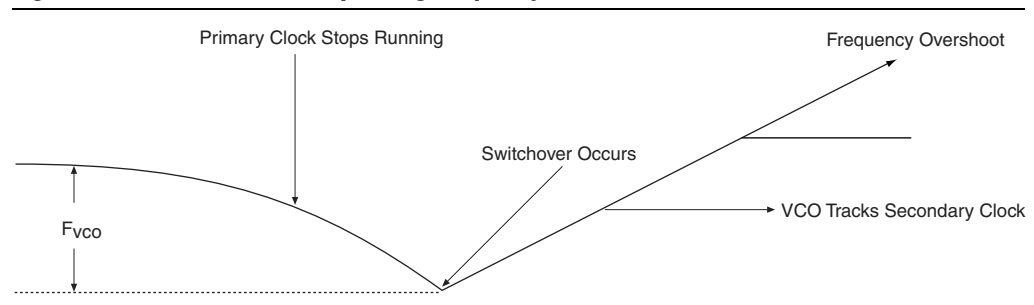 Primary Clock Stops Running
Frequency Overshoot
Switchover Occurs
VCO Tracks Secondary Clock
Fvco